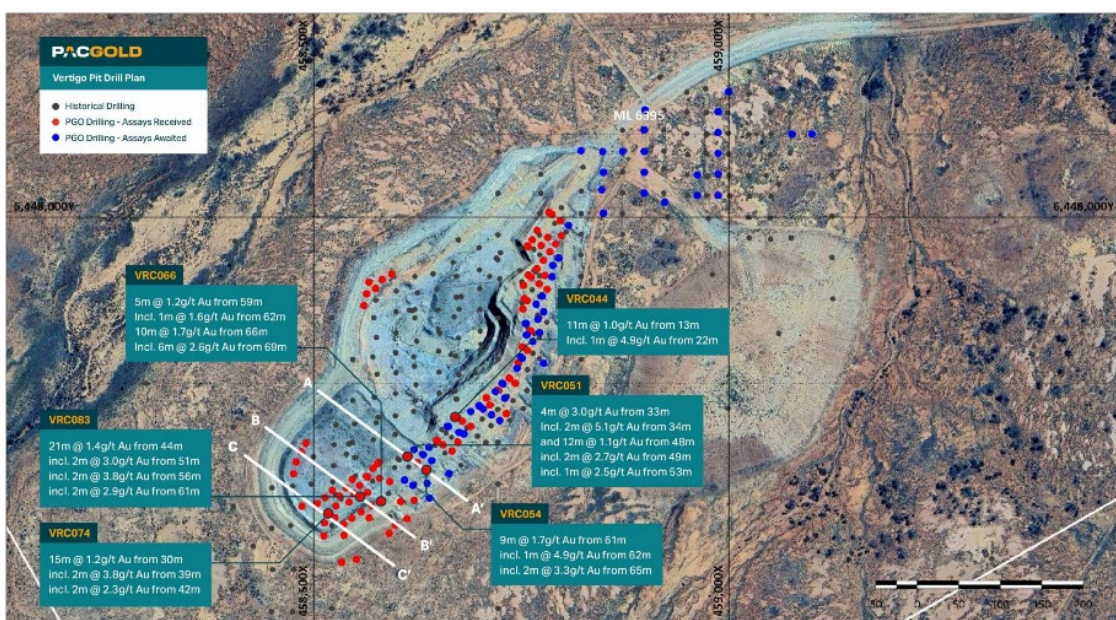 PACGOLD
Vertigo Pit Drill Plan
Historical Drilling
PGO Drilling - Assays Received
PGO Drilling - Assays Awaited
458,500X
459,000X
ML 6395
6,448,000Y
6,448,000Y
VRC066
5m @ 1.2g/t Au from 59m
Incl. 1m @ 1.6g/t Au from 62m
10m @ 1.7g/t Au from 66m
Incl. 6m @ 2.6g/t Au from 69m
VRC044
11m @ 1.0g/t Au from 13m
Incl. 1m @ 4.9g/t Au from 22m
VRC051
4m @ 3.0g/t Au from 33m
Incl. 2m @ 5.1g/t Au from 34m
and 12m @ 1.1g/t Au from 48m
incl. 2m @ 2.7g/t Au from 49m
incl. 1m @ 2.5g/t Au from 53m
A
B
C
VRC083
21m @ 1.4g/t Au from 44m
incl. 2m @ 3.0g/t Au from 51m
incl. 2m @ 3.8g/t Au from 56m
incl. 2m @ 2.9g/t Au from 61m
A'
B'
C'
VRC054
9m @ 1.7g/t Au from 61m
incl. 1m @ 4.9g/t Au from 62m
incl. 2m @ 3.3g/t Au from 65m
VRC074
15m @ 1.2g/t Au from 30m
incl. 2m @ 3.8g/t Au from 39m
incl. 2m @ 2.3g/t Au from 42m
458,500X
459,000X
50 0 50 100 150 200